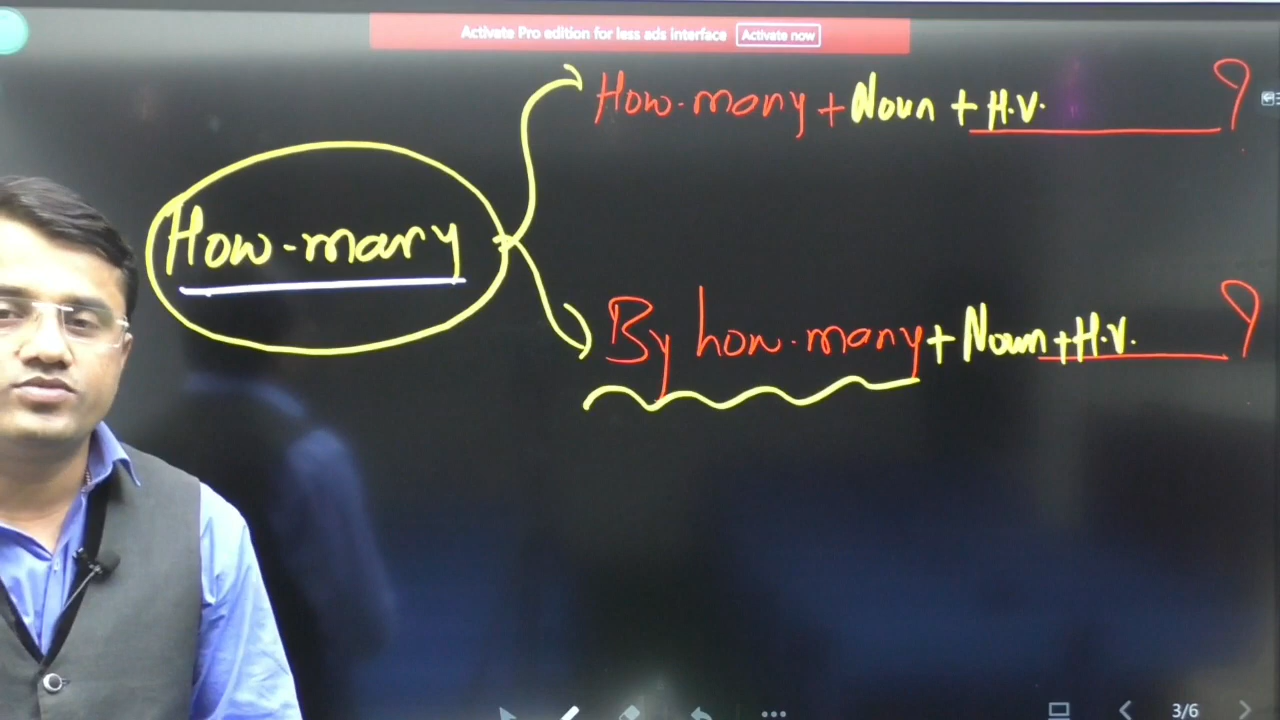 Activate Pro edition for less ads interface Activate now
How-many + Noun + H.V. ?
How-many
By how-many + Noun + H.V. ?
3/6